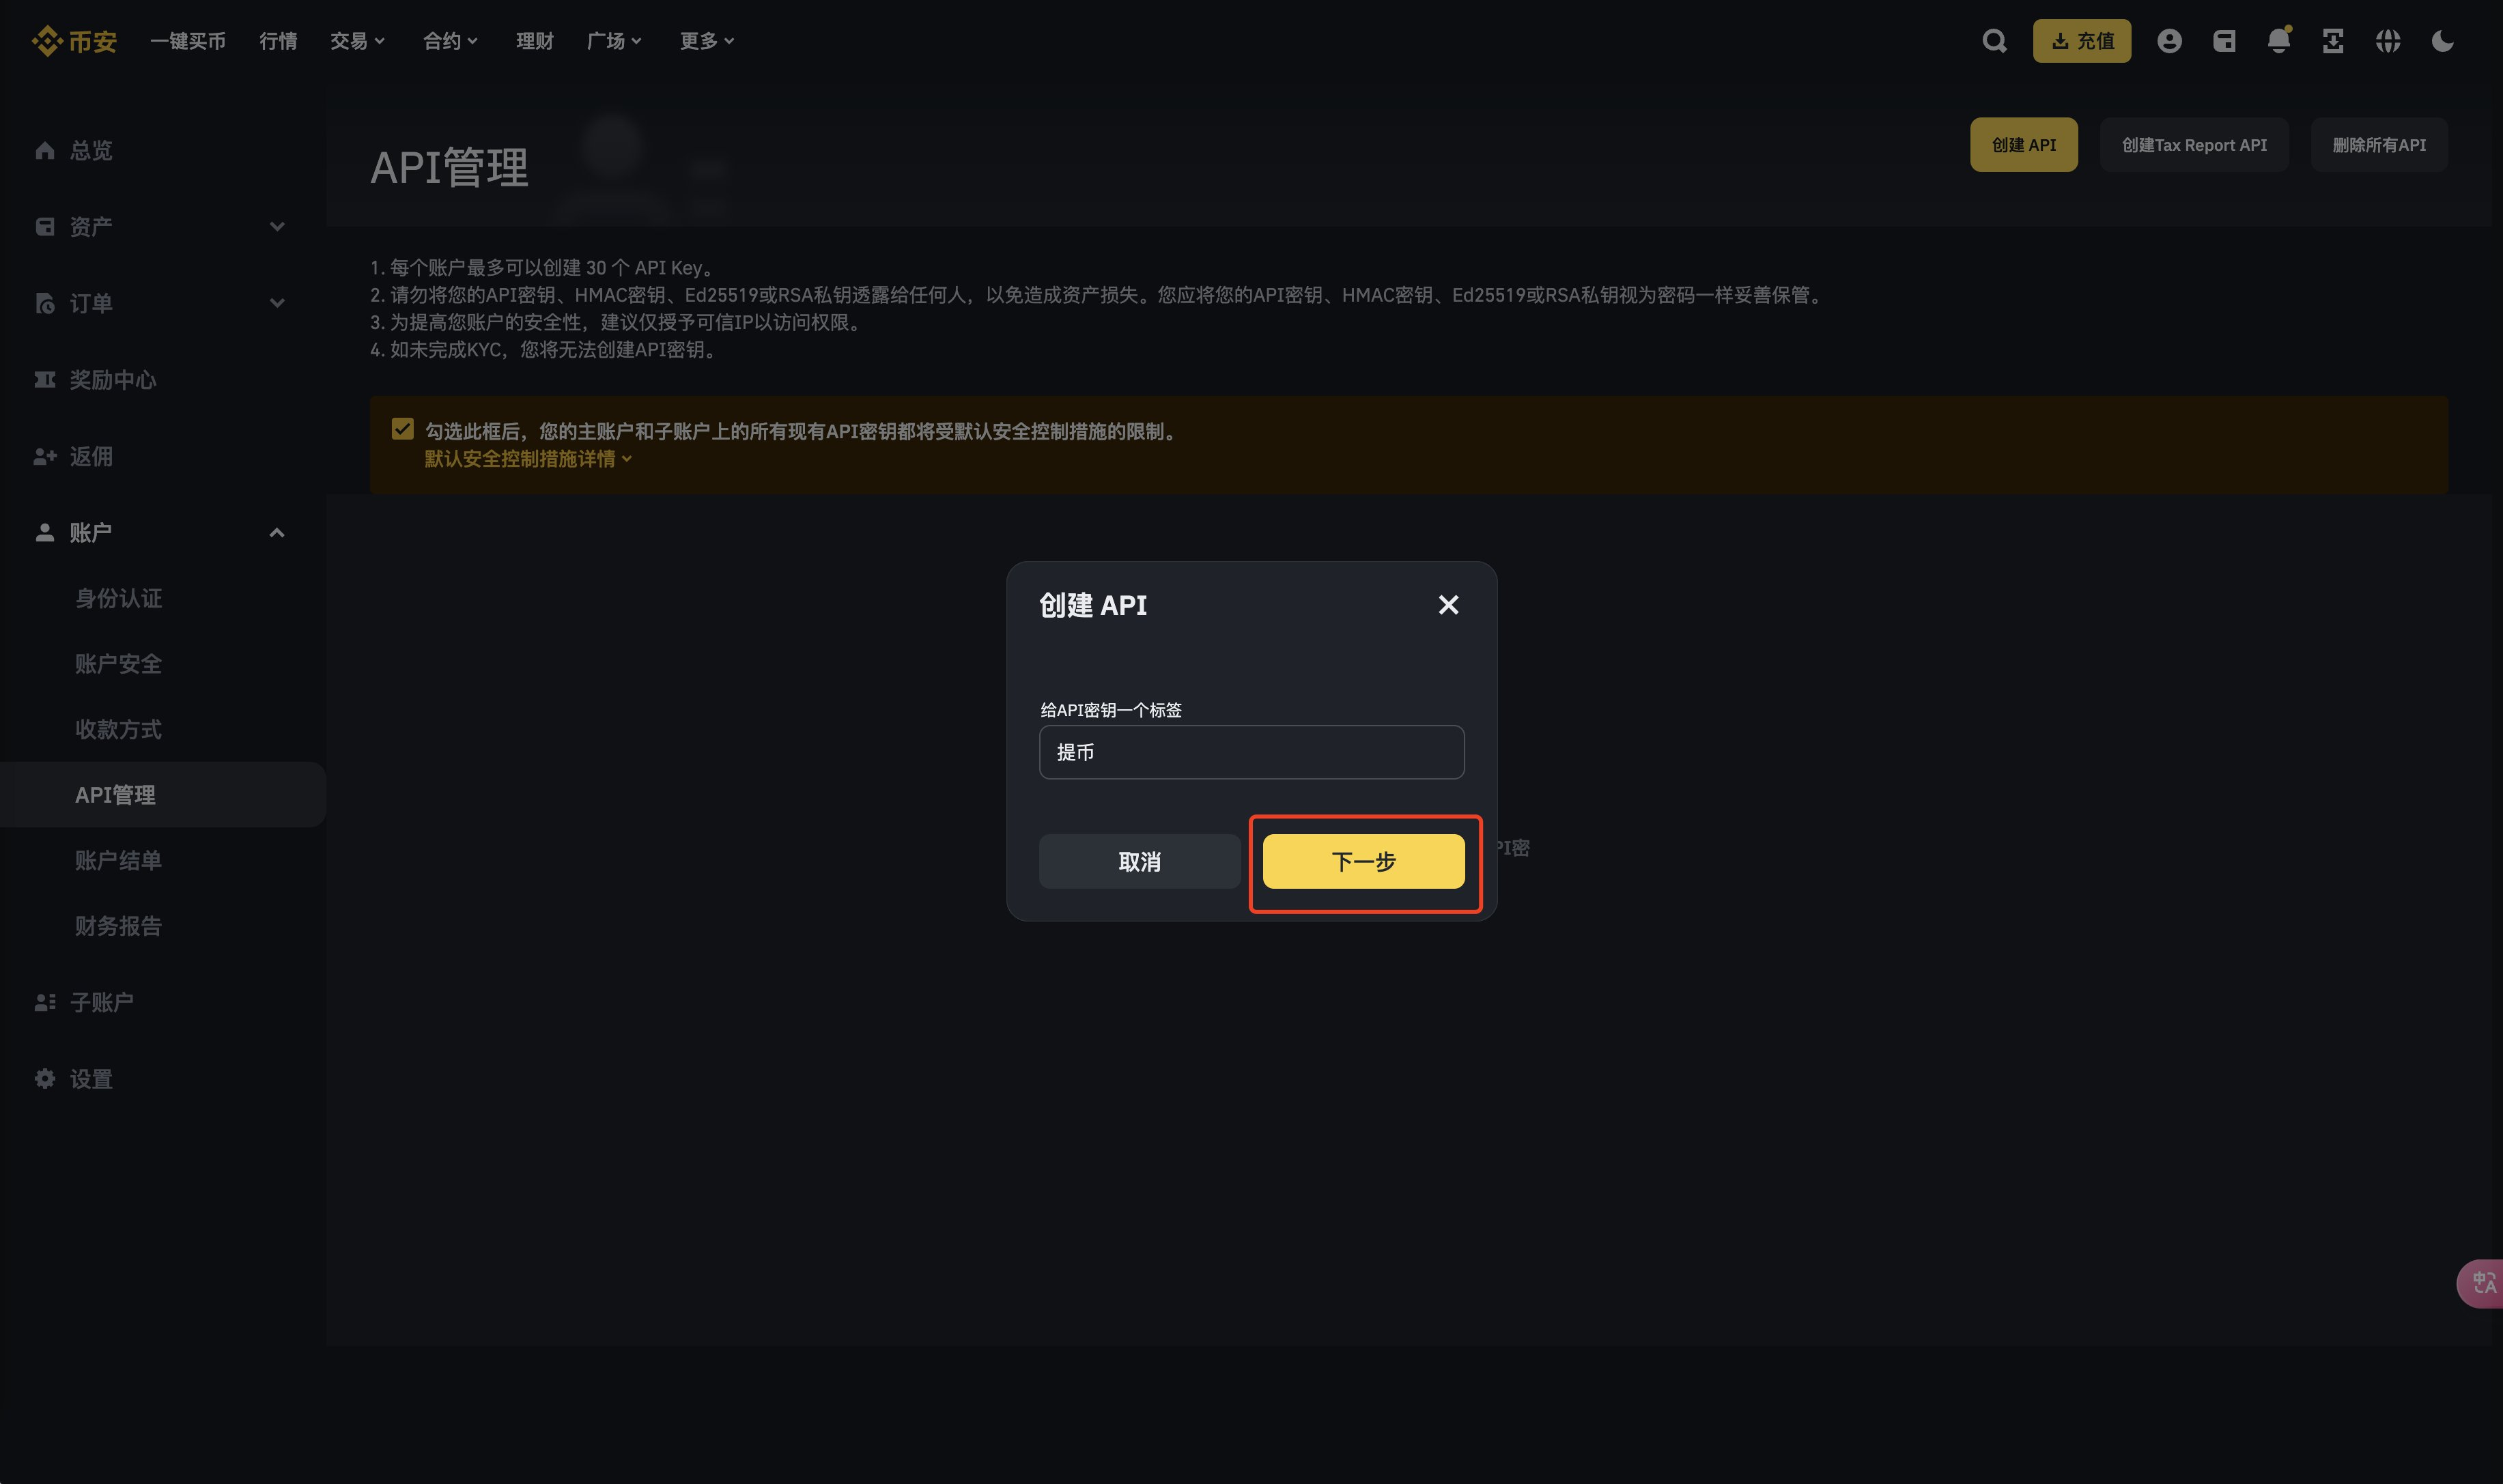 币安 一键买币 行情 交易 合约 理财 广场 更多 充值
总览
资产
订单
奖励中心
返佣
账户
身份认证
账户安全
收款方式
API管理
账户结单
财务报告
子账户
设置
API管理
创建 API 创建Tax Report API 删除所有API
1. 每个账户最多可以创建 30 个 API Key。
2. 请勿将您的API密钥、HMAC密钥、Ed25519或RSA私钥透露给任何人，以免造成资产损失。您应将您的API密钥、HMAC密钥、Ed25519或RSA私钥视为密码一样妥善保管。
3. 为提高您账户的安全性，建议仅授予可信IP以访问权限。
4. 如未完成KYC，您将无法创建API密钥。
勾选此框后，您的主账户和子账户上的所有现有API密钥都将受默认安全控制措施的限制。
默认安全控制措施详情
创建 API
给API密钥一个标签
提币
取消 下一步
PI密
中A